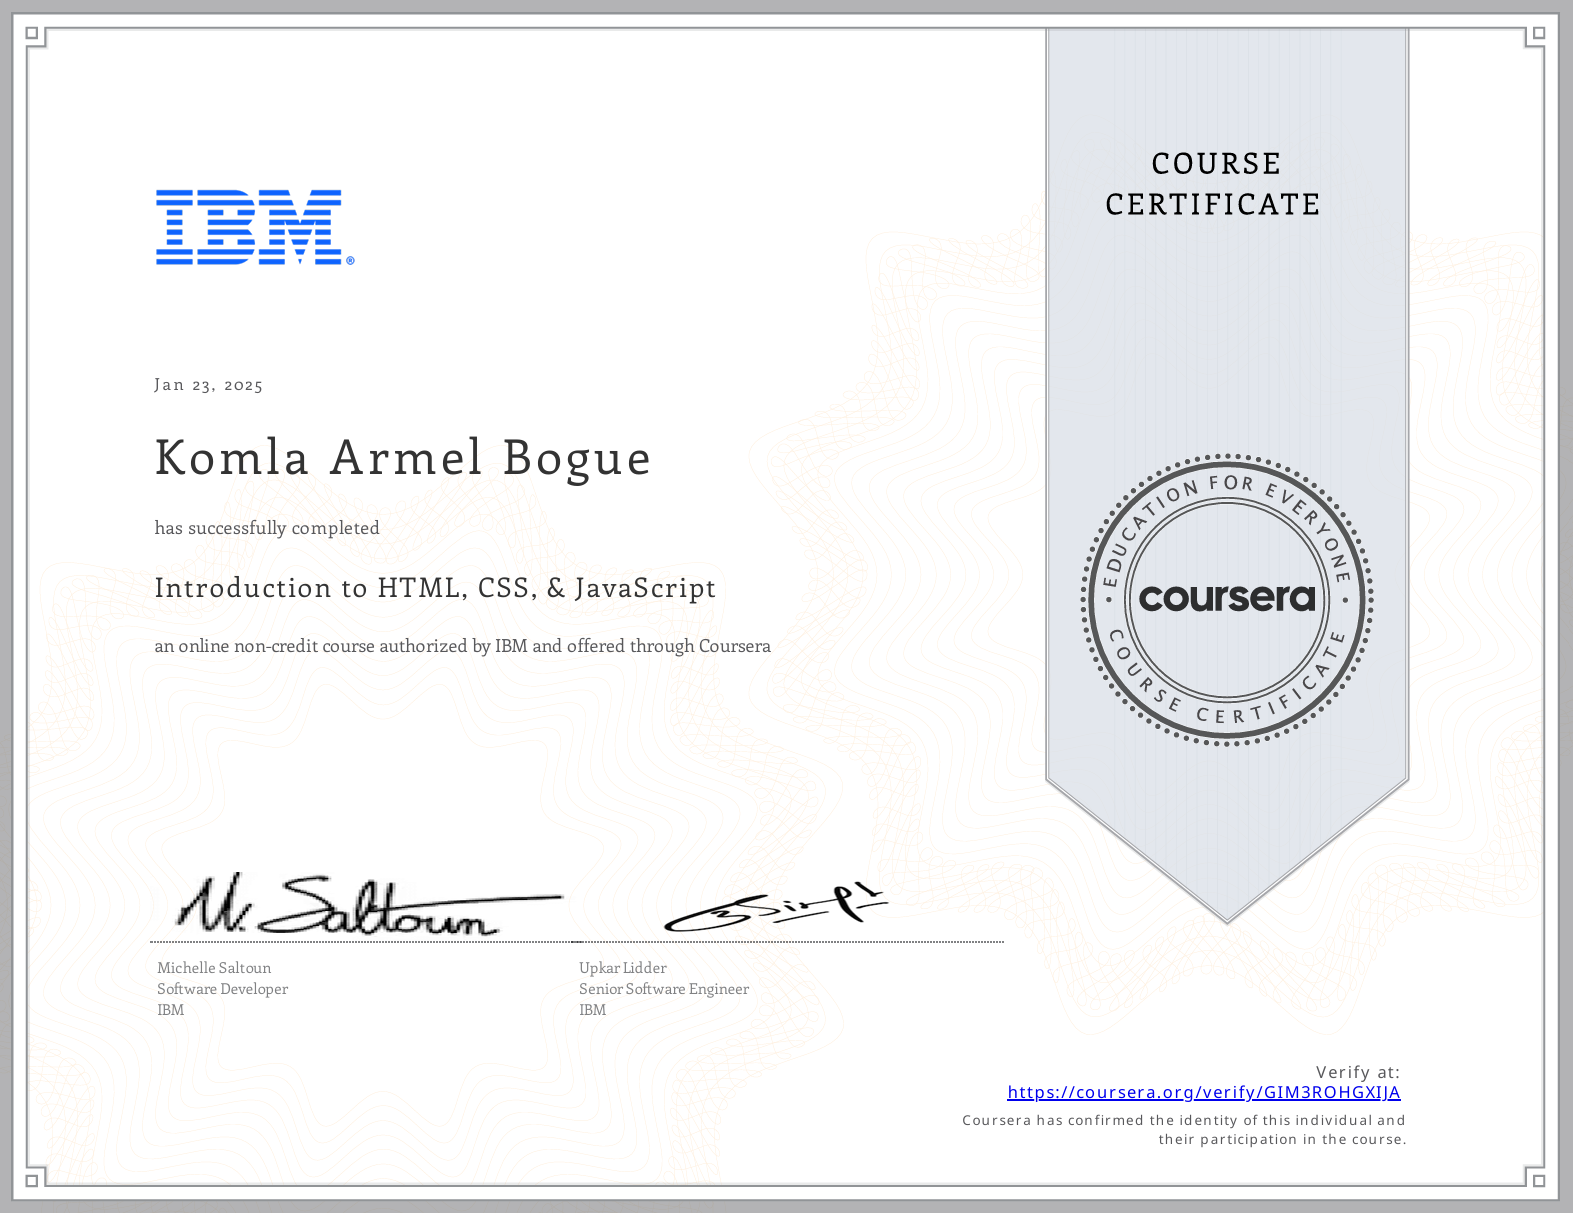 IBM®
COURSE
CERTIFICATE
Jan 23, 2025
Komla Armel Bogue
has successfully completed
Introduction to HTML, CSS, & JavaScript
an online non-credit course authorized by IBM and offered through Coursera
EDUCATION FOR EVERYONE
coursera
COURSE CERTIFICATE
M. Saltoun
Michelle Saltoun
Software Developer
IBM
Upkar Lidder
Senior Software Engineer
IBM
Verify at:
https://coursera.org/verify/GIM3ROHGXIJA
Coursera has confirmed the identity of this individual and
their participation in the course.